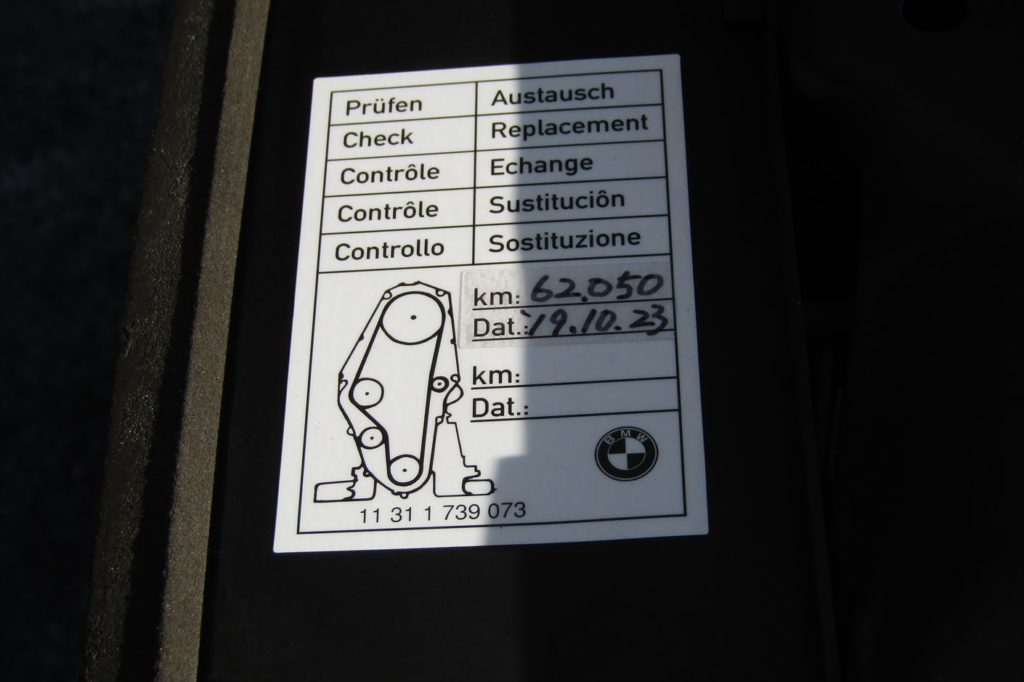 Prüfen Austausch
Check Replacement
Contrôle Echange
Contrôle Sustituciôn
Controllo Sostituzione
km: 62.050
Dat.: '19.10.23
km:
Dat.:
BMW
11 31 1 739 073